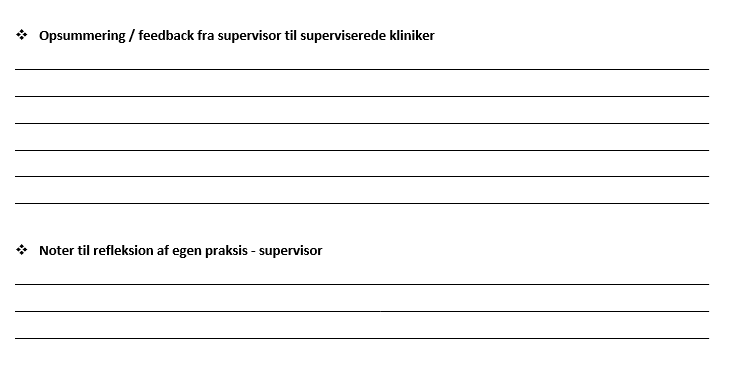 ❖ Opsummering / feedback fra supervisor til superviserede kliniker
❖ Noter til refleksion af egen praksis - supervisor